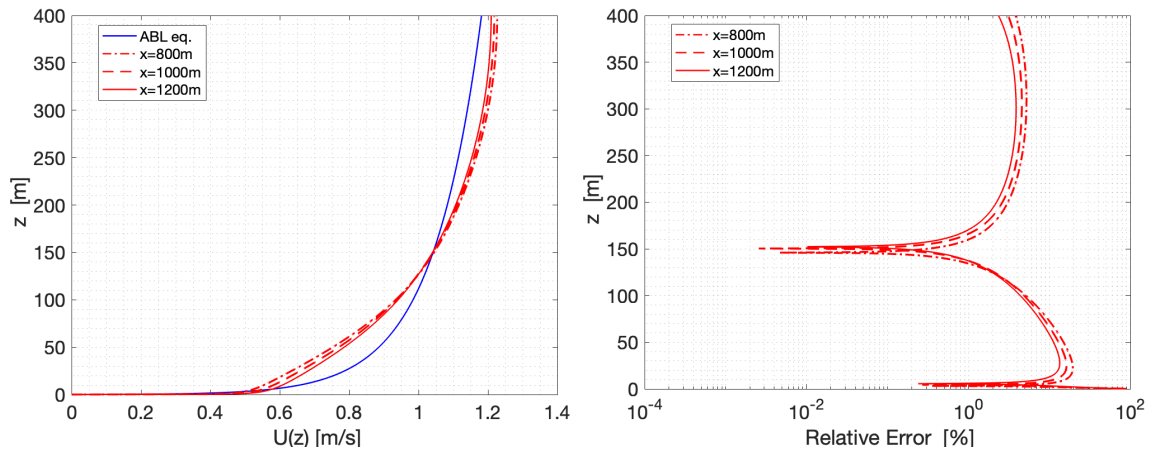 400
350
300
250
200
150
100
50
0
z [m]
ABL eq.
x=800m
x=1000m
x=1200m
0
0.2
0.4
0.6
0.8
1
1.2
1.4
U(z) [m/s]
400
350
300
250
200
150
100
50
0
z [m]
x=800m
x=1000m
x=1200m
10^-4
10^-2
10^0
10^2
Relative Error [%]